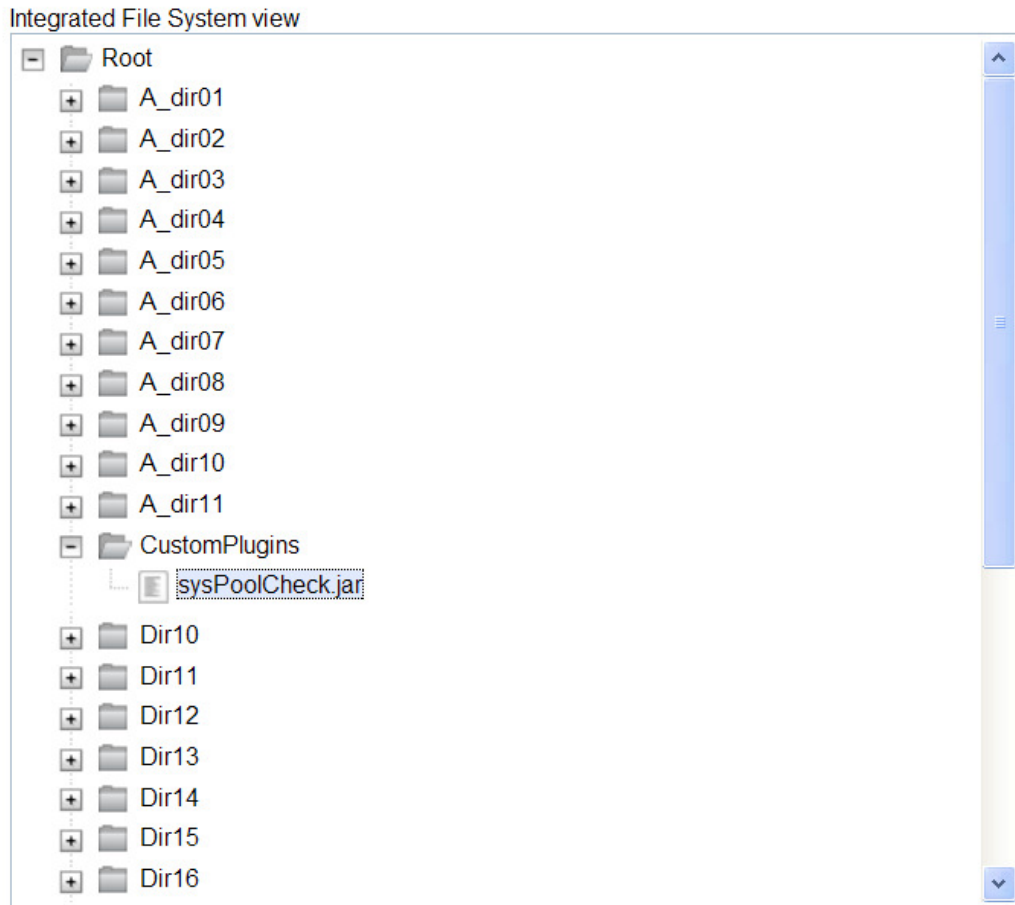 Integrated File System view
Root
A_dir01
A_dir02
A_dir03
A_dir04
A_dir05
A_dir06
A_dir07
A_dir08
A_dir09
A_dir10
A_dir11
CustomPlugins
sysPoolCheck.jar
Dir10
Dir11
Dir12
Dir13
Dir14
Dir15
Dir16